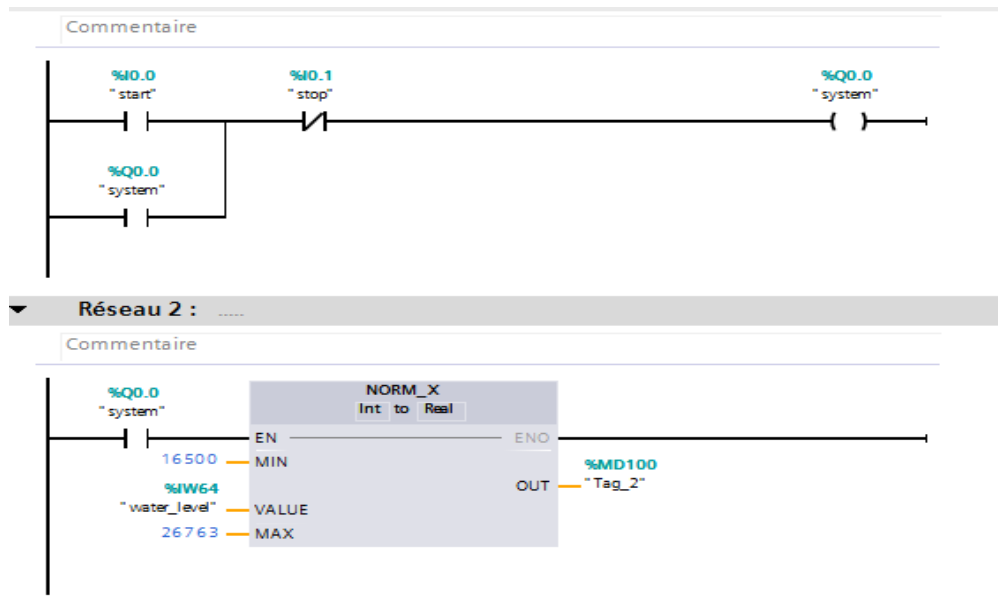 Commentaire
%I0.0 %I0.1 %Q0.0
"start" "stop" "system"
%Q0.0
"system"
Réseau 2 : .....
Commentaire
%Q0.0 NORM_X
"system" Int to Real
EN ENO
16500 MIN
%MD100
%IW64 OUT "Tag_2"
"water_level" VALUE
26763 MAX